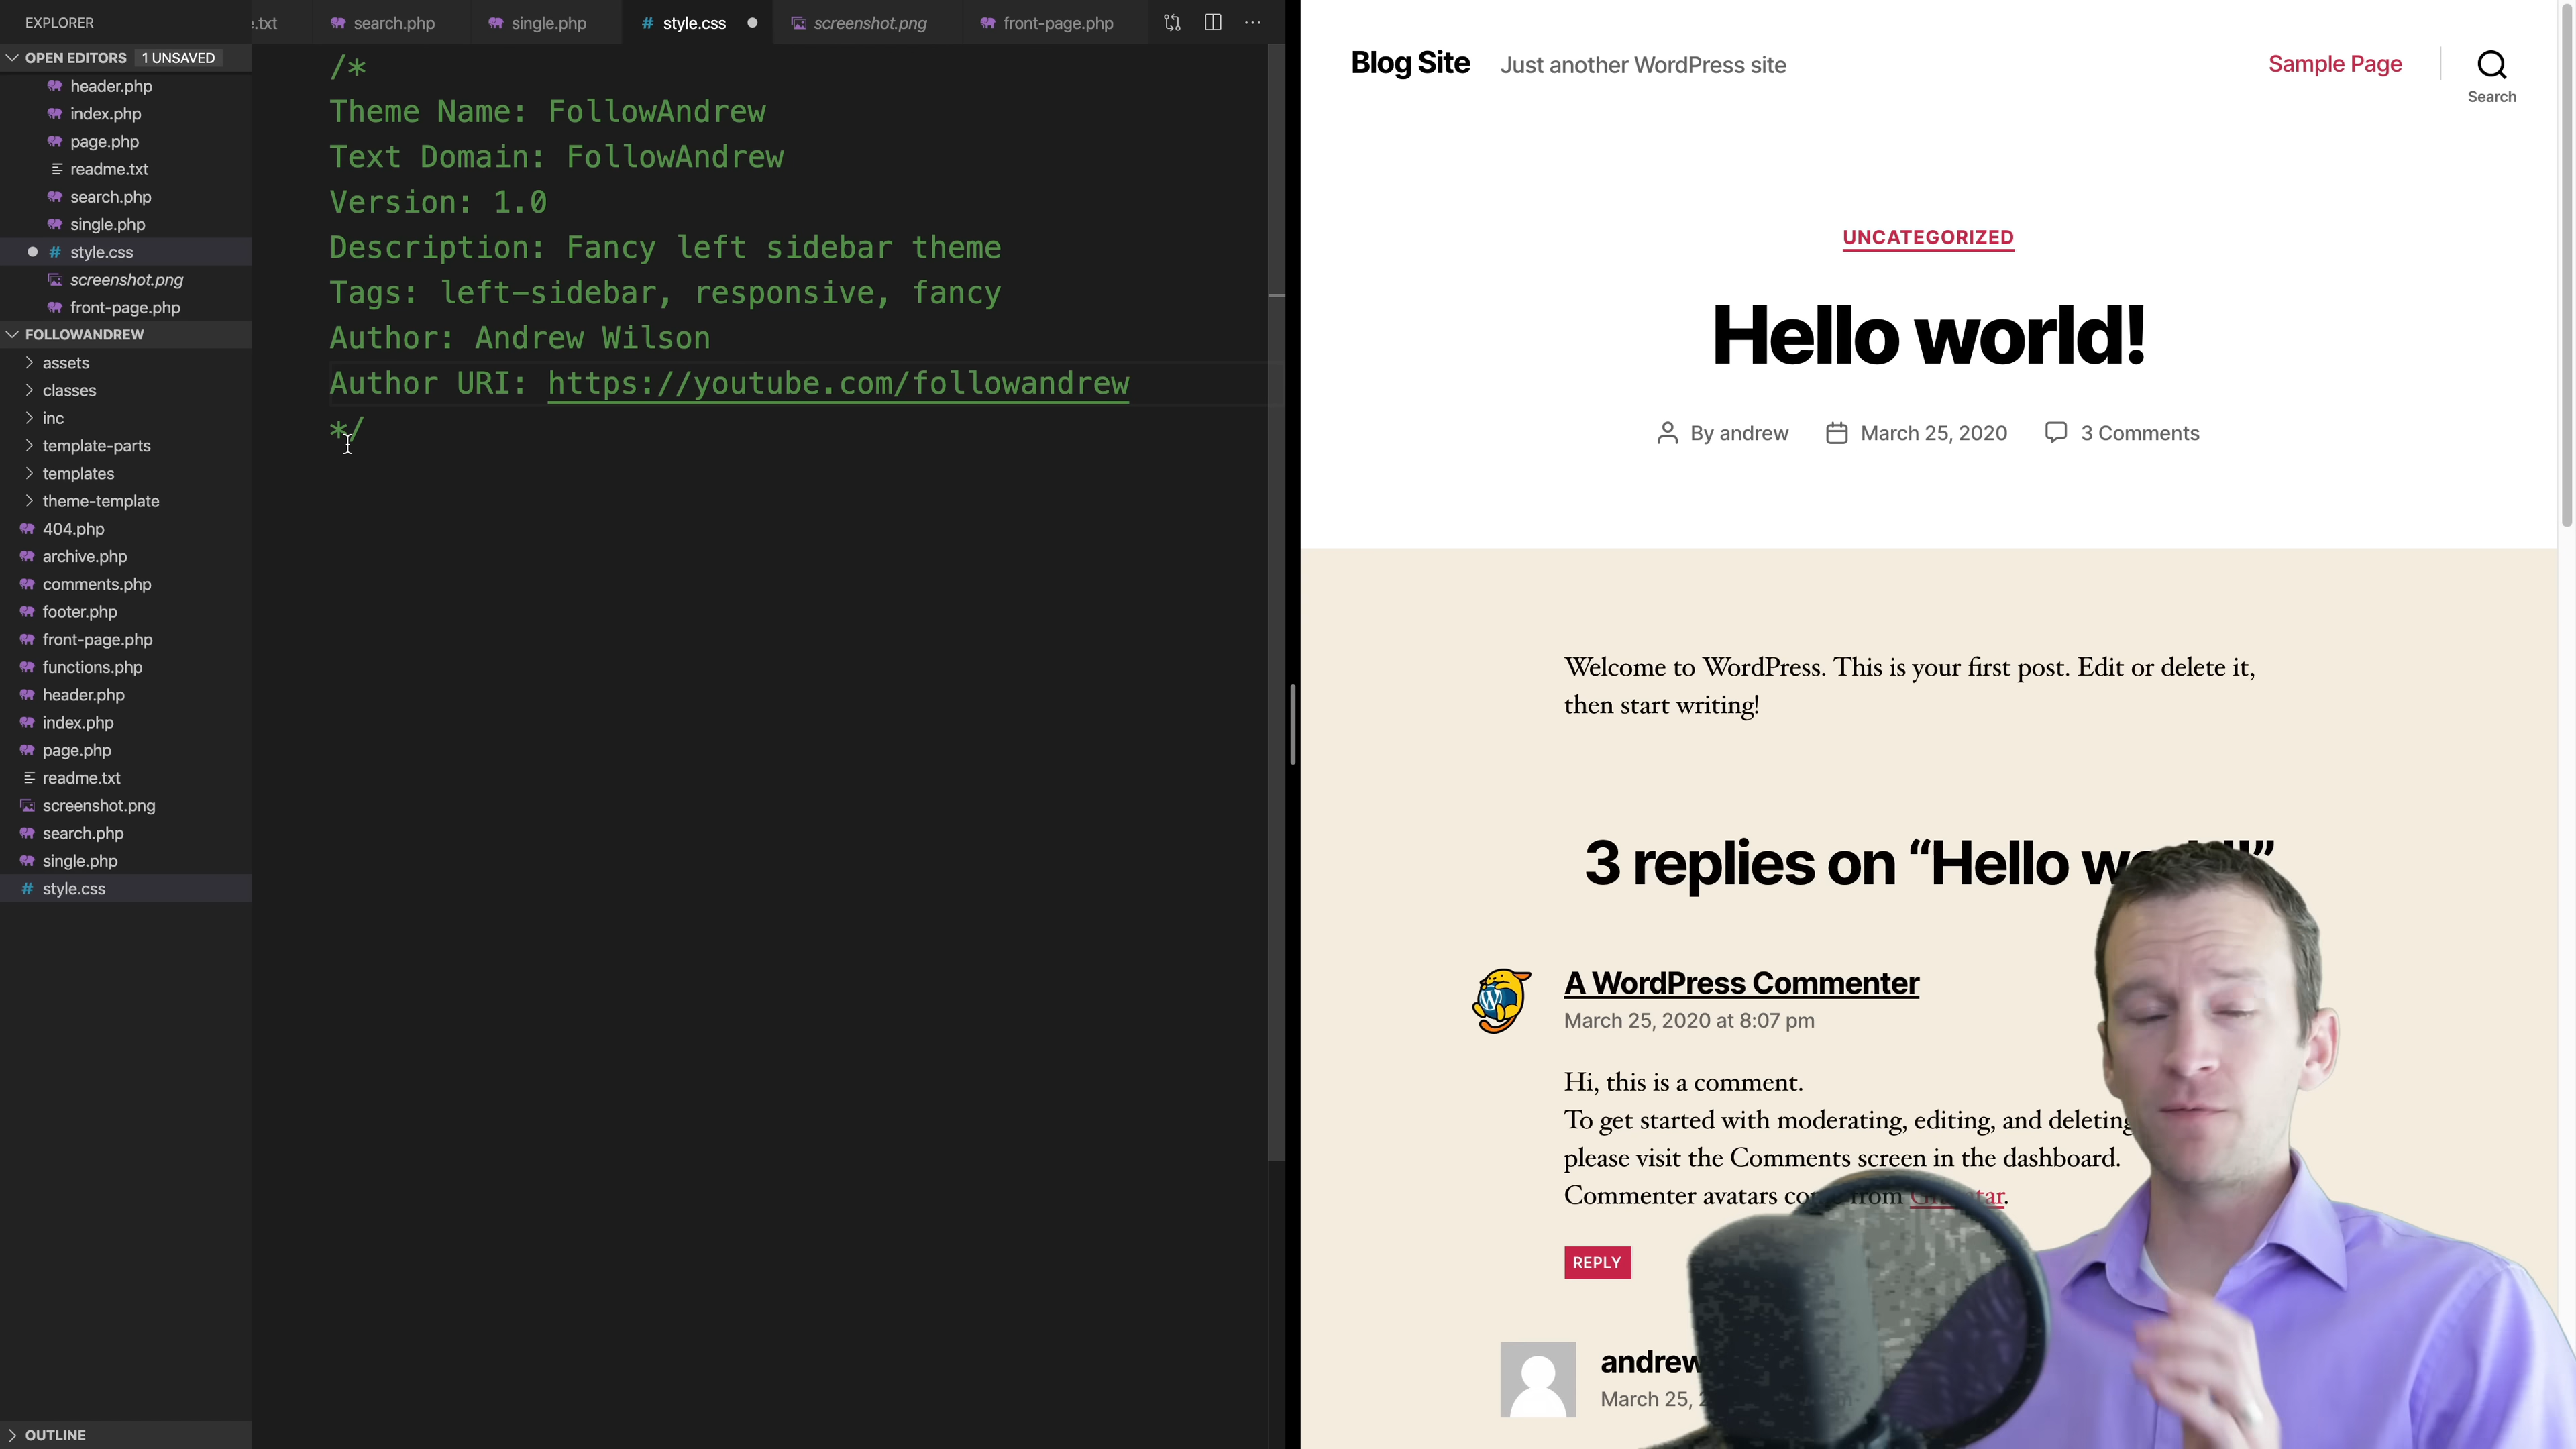 EXPLORER
OPEN EDITORS 1 UNSAVED
header.php
index.php
page.php
readme.txt
search.php
single.php
style.css
screenshot.png
front-page.php
FOLLOWANDREW
assets
classes
inc
template-parts
templates
theme-template
404.php
archive.php
comments.php
footer.php
front-page.php
functions.php
header.php
index.php
page.php
readme.txt
screenshot.png
search.php
single.php
style.css
OUTLINE
e.txt search.php single.php style.css screenshot.png front-page.php
/*
Theme Name: FollowAndrew
Text Domain: FollowAndrew
Version: 1.0
Description: Fancy left sidebar theme
Tags: left-sidebar, responsive, fancy
Author: Andrew Wilson
Author URI: https://youtube.com/followandrew
*/
Blog Site Just another WordPress site Sample Page
Search
UNCATEGORIZED
Hello world!
By andrew March 25, 2020 3 Comments
Welcome to WordPress. This is your first post. Edit or delete it,
then start writing!
3 replies on “Hello
A WordPress Commenter
March 25, 2020 at 8:07 pm
Hi, this is a comment.
To get started with moderating, editing, and deleting
please visit the Comments screen in the dashboard.
Commenter avatars from
REPLY
andrew
March 25,